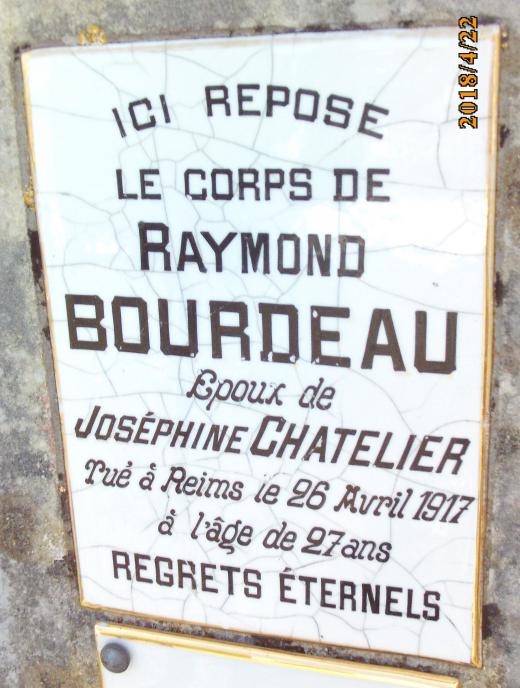 2018/4/22
ICI REPOSE
LE CORPS DE
RAYMOND
BOURDEAU
Epoux de
JOSÉPHINE CHATELIER
Tué à Reims le 26 Avril 1917
à l'âge de 27 ans
REGRETS ÉTERNELS